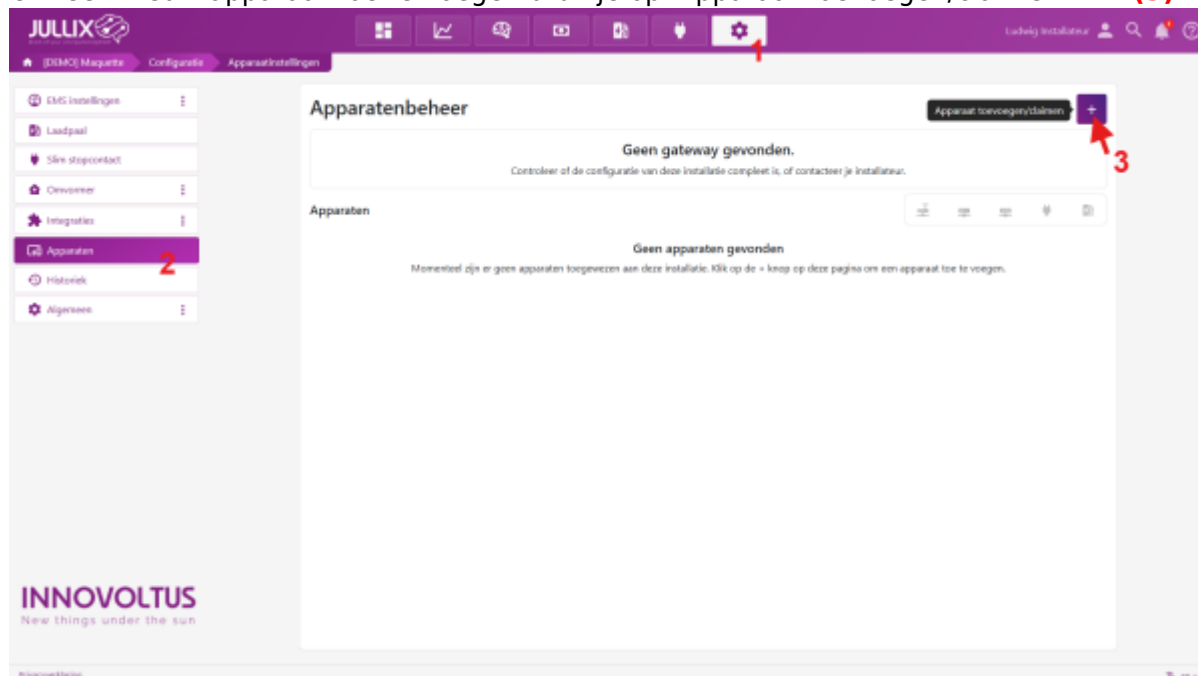 (3)
JULLIX
1
Ludwig Installateur
[DEMO] Maquette Configuratie Apparaatinstellingen
EMS instellingen
Laadpaal
Slim stopcontact
Omvormer
Integraties
Apparaten
2
Historiek
Algemeen
Apparatenbeheer
Apparaat toevoegen/claimen
+
3
Geen gateway gevonden.
Controleer of de configuratie van deze installatie compleet is, of contacteer je installateur.
Apparaten
Geen apparaten gevonden
Momenteel zijn er geen apparaten toegewezen aan deze installatie. Klik op de + knop op deze pagina om een apparaat toe te voegen.
INNOVOLTUS
New things under the sun